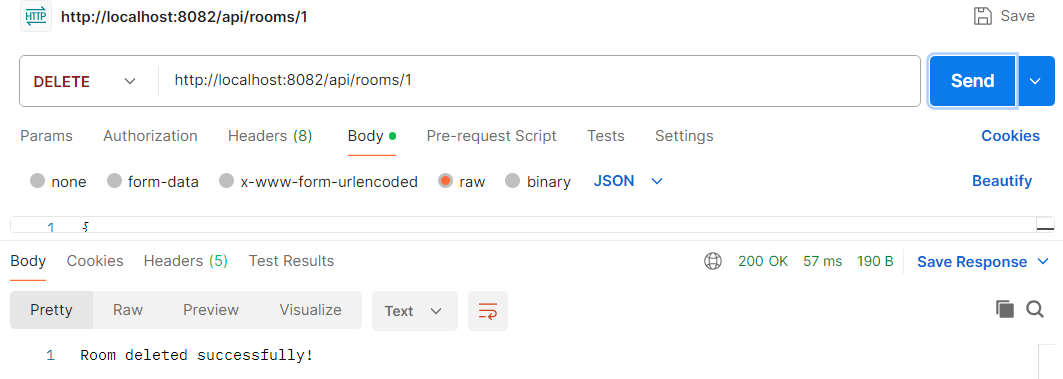 HTTP http://localhost:8082/api/rooms/1 Save
DELETE http://localhost:8082/api/rooms/1 Send
Params Authorization Headers (8) Body Pre-request Script Tests Settings Cookies
none form-data x-www-form-urlencoded raw binary JSON Beautify
1 {
Body Cookies Headers (5) Test Results 200 OK 57 ms 190 B Save Response
Pretty Raw Preview Visualize Text
1 Room deleted successfully!